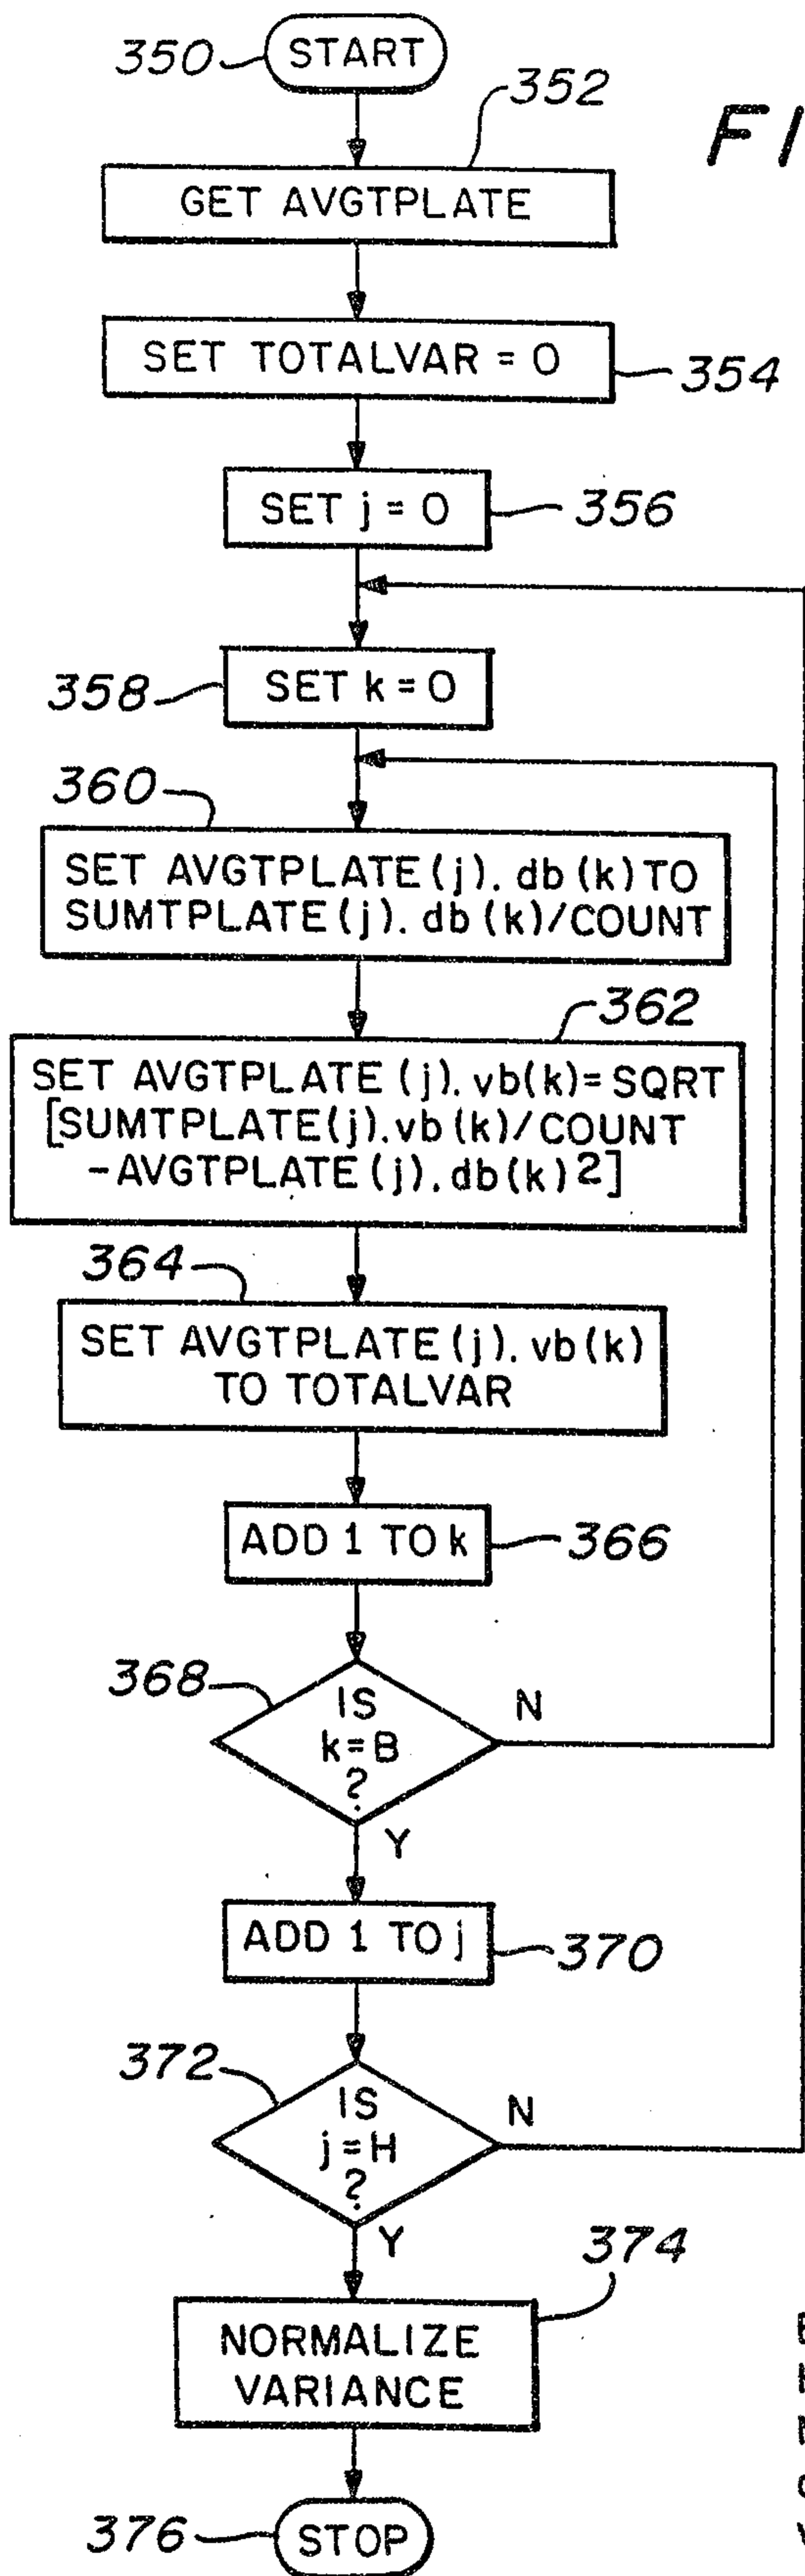 350 START
352
FI
GET AVGTPLATE
SET TOTALVAR = 0
354
SET j = 0
356
358
SET k = 0
360
SET AVGTPLATE(j). db(k) TO
SUMTPLATE(j). db(k)/COUNT
362
SET AVGTPLATE (j). vb(k)= SQRT
[SUMTPLATE(j).vb(k)/COUNT
-AVGTPLATE(j).db(k)2]
364
SET AVGTPLATE(j). vb(k)
TO TOTALVAR
ADD 1 TO k
366
368
IS
k=B
?
N
Y
ADD 1 TO j
370
372
IS
j=H
?
N
Y
374
NORMALIZE
VARIANCE
376 STOP